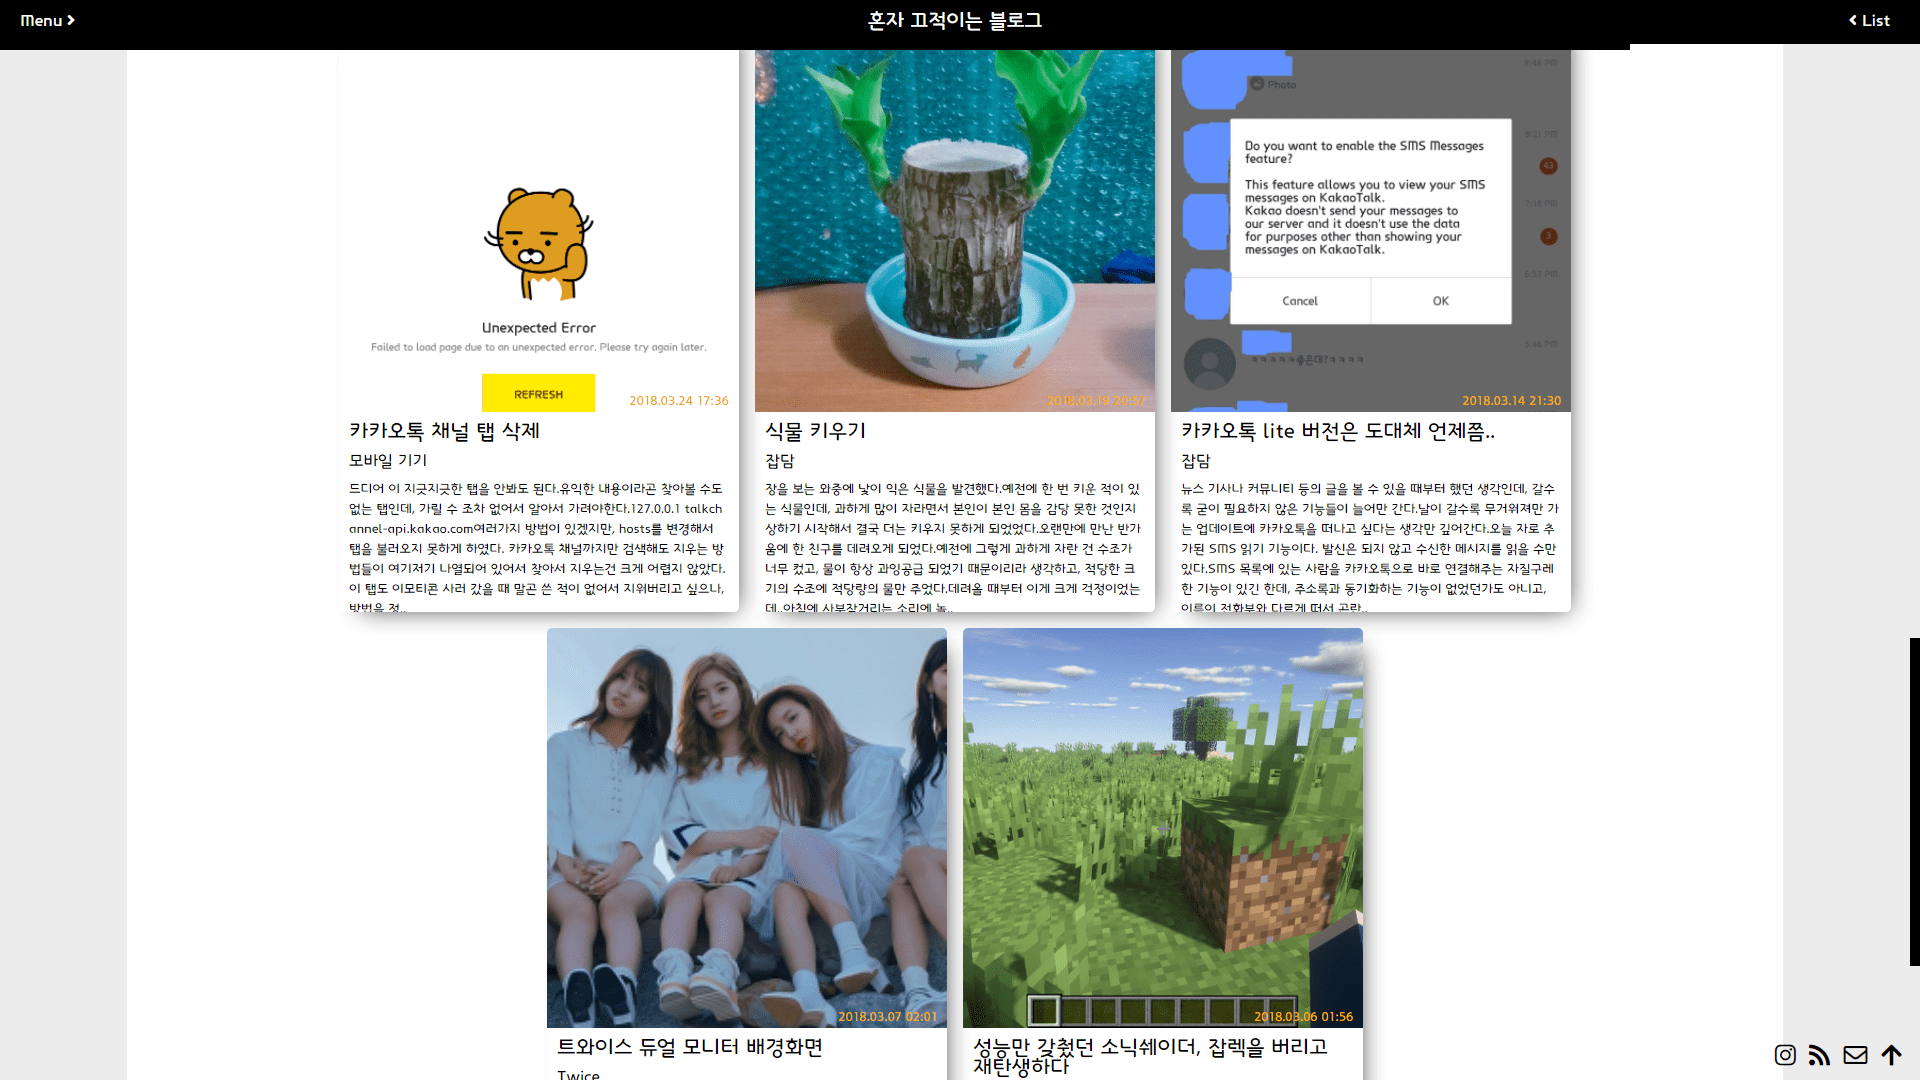 Menu
혼자 끄적이는 블로그
List
Unexpected Error
Failed to load page due to an unexpected error. Please try again later.
REFRESH
2018.03.24 17:36
카카오톡 채널 탭 삭제
모바일 기기
드디어 이 지긋지긋한 탭을 안봐도 된다.유익한 내용이라곤 찾아볼 수도
없는 탭인데, 가릴 수 조차 없어서 알아서 가려야한다.127.0.0.1 talkch
annel-api.kakao.com여러가지 방법이 있겠지만, hosts를 변경해서
탭을 불러오지 못하게 하였다. 카카오톡 채널까지만 검색해도 지우는 방
법들이 여기저기 나열되어 있어서 찾아서 지우는건 크게 어렵지 않았다.
이 탭도 이모티콘 사러 갔을 때 말곤 쓴 적이 없어서 지워버리고 싶으나,
방법을 정..
2018.03.19 20:57
식물 키우기
잡담
장을 보는 와중에 낯이 익은 식물을 발견했다.예전에 한 번 키운 적이 있
는 식물인데, 과하게 많이 자라면서 본인이 본인 몸을 감당 못한 것인지
상하기 시작해서 결국 더는 키우지 못하게 되었었다.오랜만에 만난 반가
움에 한 친구를 데려오게 되었다.예전에 그렇게 과하게 자란 건 수조가
너무 컸고, 물이 항상 과잉공급 되었기 때문이리라 생각하고, 적당한 크
기의 수조에 적당량의 물만 주었다.데려올 때부터 이게 크게 걱정이었는
데..아침에 사부작거리는 소리에 놀..
8:46 PM
Photo
8:21 PM
43
7:16 PM
3
6:53 PM
5:46 PM
Do you want to enable the SMS Messages
feature?
This feature allows you to view your SMS
messages on KakaoTalk.
Kakao doesn't send your messages to
our server and it doesn't use the data
for purposes other than showing your
messages on KakaoTalk.
Cancel
OK
ㅋㅋㅋㅋㅋ좋은데?ㅋㅋㅋㅋ
2018.03.14 21:30
카카오톡 lite 버전은 도대체 언제쯤..
잡담
뉴스 기사나 커뮤니티 등의 글을 볼 수 있을 때부터 했던 생각인데, 갈수
록 굳이 필요하지 않은 기능들이 늘어만 간다.날이 갈수록 무거워져만 가
는 업데이트에 카카오톡을 떠나고 싶다는 생각만 깊어간다.오늘 자로 추
가된 SMS 읽기 기능이다. 발신은 되지 않고 수신한 메시지를 읽을 수만
있다.SMS 목록에 있는 사람을 카카오톡으로 바로 연결해주는 자질구레
한 기능이 있긴 한데, 주소록과 동기화하는 기능이 없었던가도 아니고,
이름이 전화부와 다르게 떠서 곤란..
2018.03.07 02:01
트와이스 듀얼 모니터 배경화면
Twice
2018.03.06 01:56
성능만 갖췄던 소닉쉐이더, 잡렉을 버리고
재탄생하다